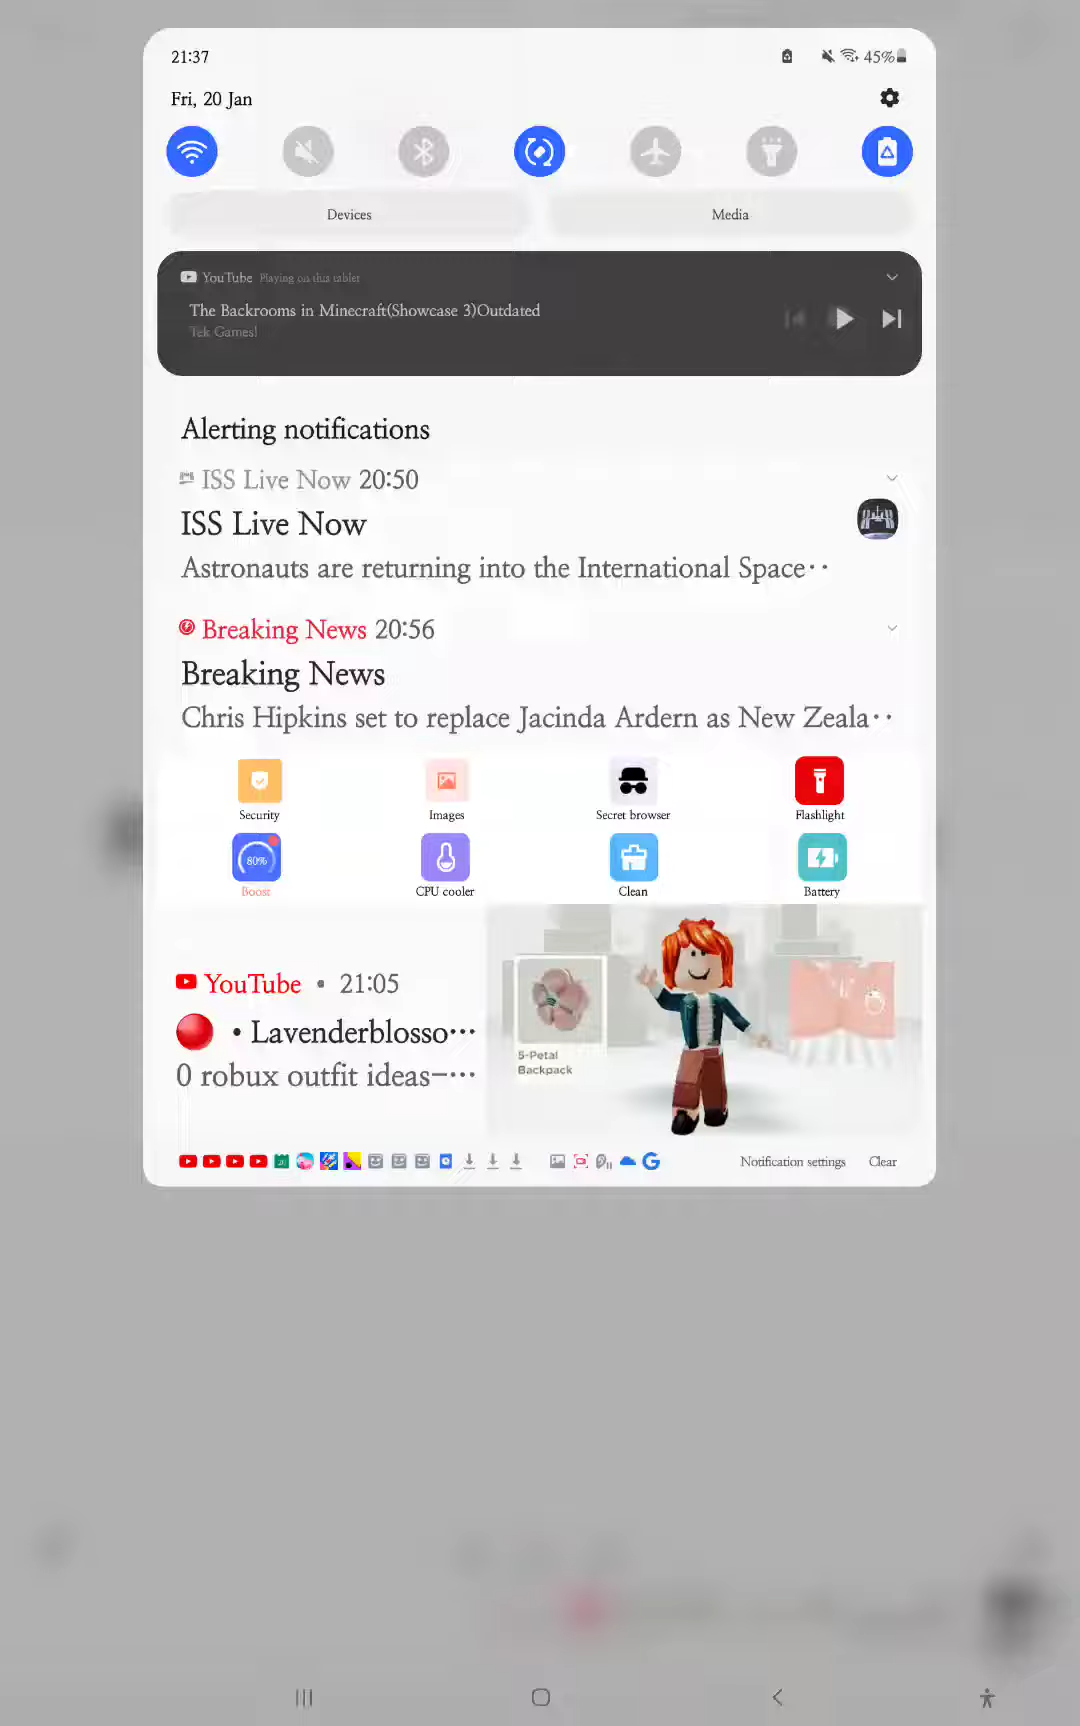 21:37
45%
Fri, 20 Jan
Devices
Media
YouTube Playing on this tablet
The Backrooms in Minecraft(Showcase 3)Outdated
Tek Games!
Alerting notifications
ISS Live Now 20:50
ISS Live Now
Astronauts are returning into the International Space··
Breaking News 20:56
Breaking News
Chris Hipkins set to replace Jacinda Ardern as New Zeala··
Security
Images
Secret browser
Flashlight
80%
Boost
CPU cooler
Clean
Battery
YouTube • 21:05
• Lavenderblosso···
0 robux outfit ideas–···
5-Petal
Backpack
Notification settings
Clear